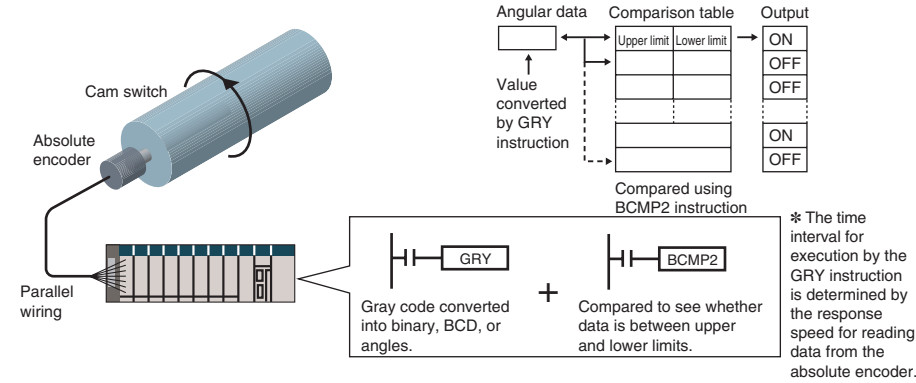 Angular data
Comparison table
Output
Upper limit
Lower limit
ON
OFF
OFF
ON
OFF
Value
converted
by GRY
instruction
Compared using
BCMP2 instruction
Cam switch
Absolute
encoder
Parallel
wiring
GRY
Gray code converted
into binary, BCD, or
angles.
+
BCMP2
Compared to see whether
data is between upper
and lower limits.
✻ The time
interval for
execution by the
GRY instruction
is determined by
the response
speed for reading
data from the
absolute encoder.